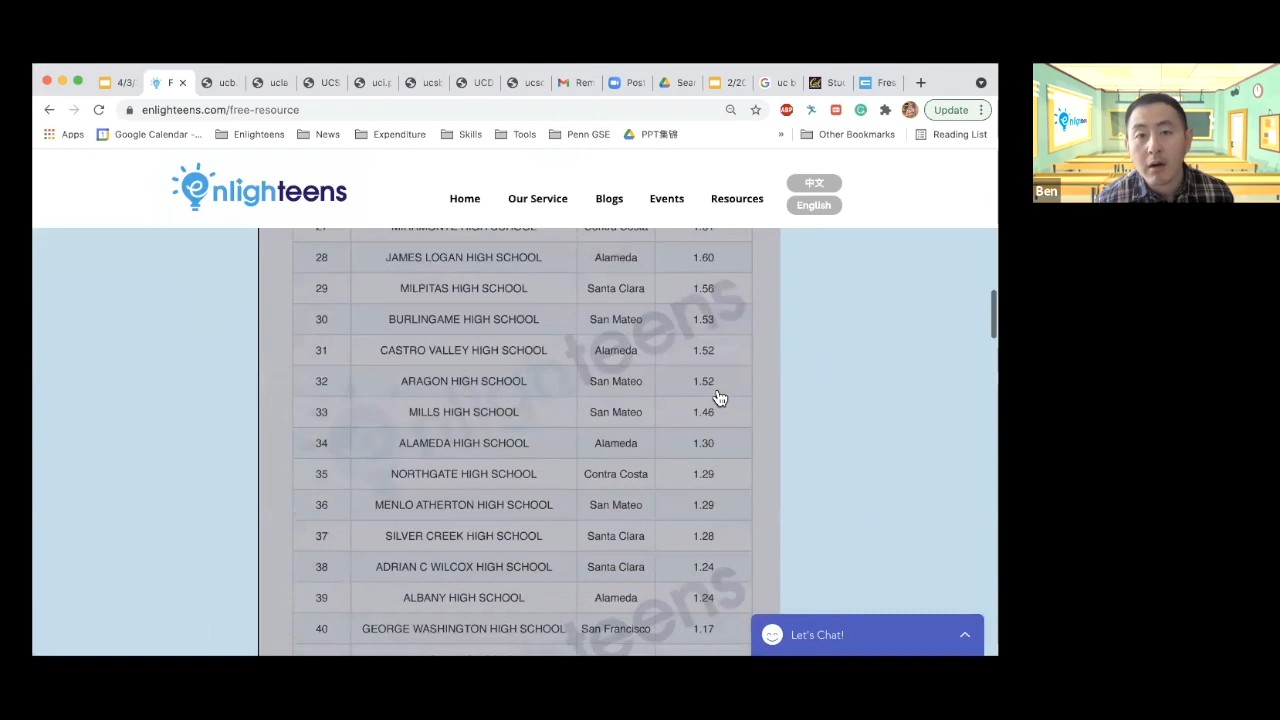 4/3/ F ucb. ucla UCS uci.p ucsb UCD ucsc Rem Post Sear 2/20 uc b Stu Fres
enlighteens.com/free-resource Update
Apps Google Calendar -... Enlighteens News Expenditure Skills Tools Penn GSE PPT集锦 » Other Bookmarks Reading List
enlighteens Home Our Service Blogs Events Resources 中文 English
Ben
28 JAMES LOGAN HIGH SCHOOL Alameda 1.60
29 MILPITAS HIGH SCHOOL Santa Clara 1.56
30 BURLINGAME HIGH SCHOOL San Mateo 1.53
31 CASTRO VALLEY HIGH SCHOOL Alameda 1.52
32 ARAGON HIGH SCHOOL San Mateo 1.52
33 MILLS HIGH SCHOOL San Mateo 1.46
34 ALAMEDA HIGH SCHOOL Alameda 1.30
35 NORTHGATE HIGH SCHOOL Contra Costa 1.29
36 MENLO ATHERTON HIGH SCHOOL San Mateo 1.29
37 SILVER CREEK HIGH SCHOOL Santa Clara 1.28
38 ADRIAN C WILCOX HIGH SCHOOL Santa Clara 1.24
39 ALBANY HIGH SCHOOL Alameda 1.24
40 GEORGE WASHINGTON HIGH SCHOOL San Francisco 1.17
Let's Chat!